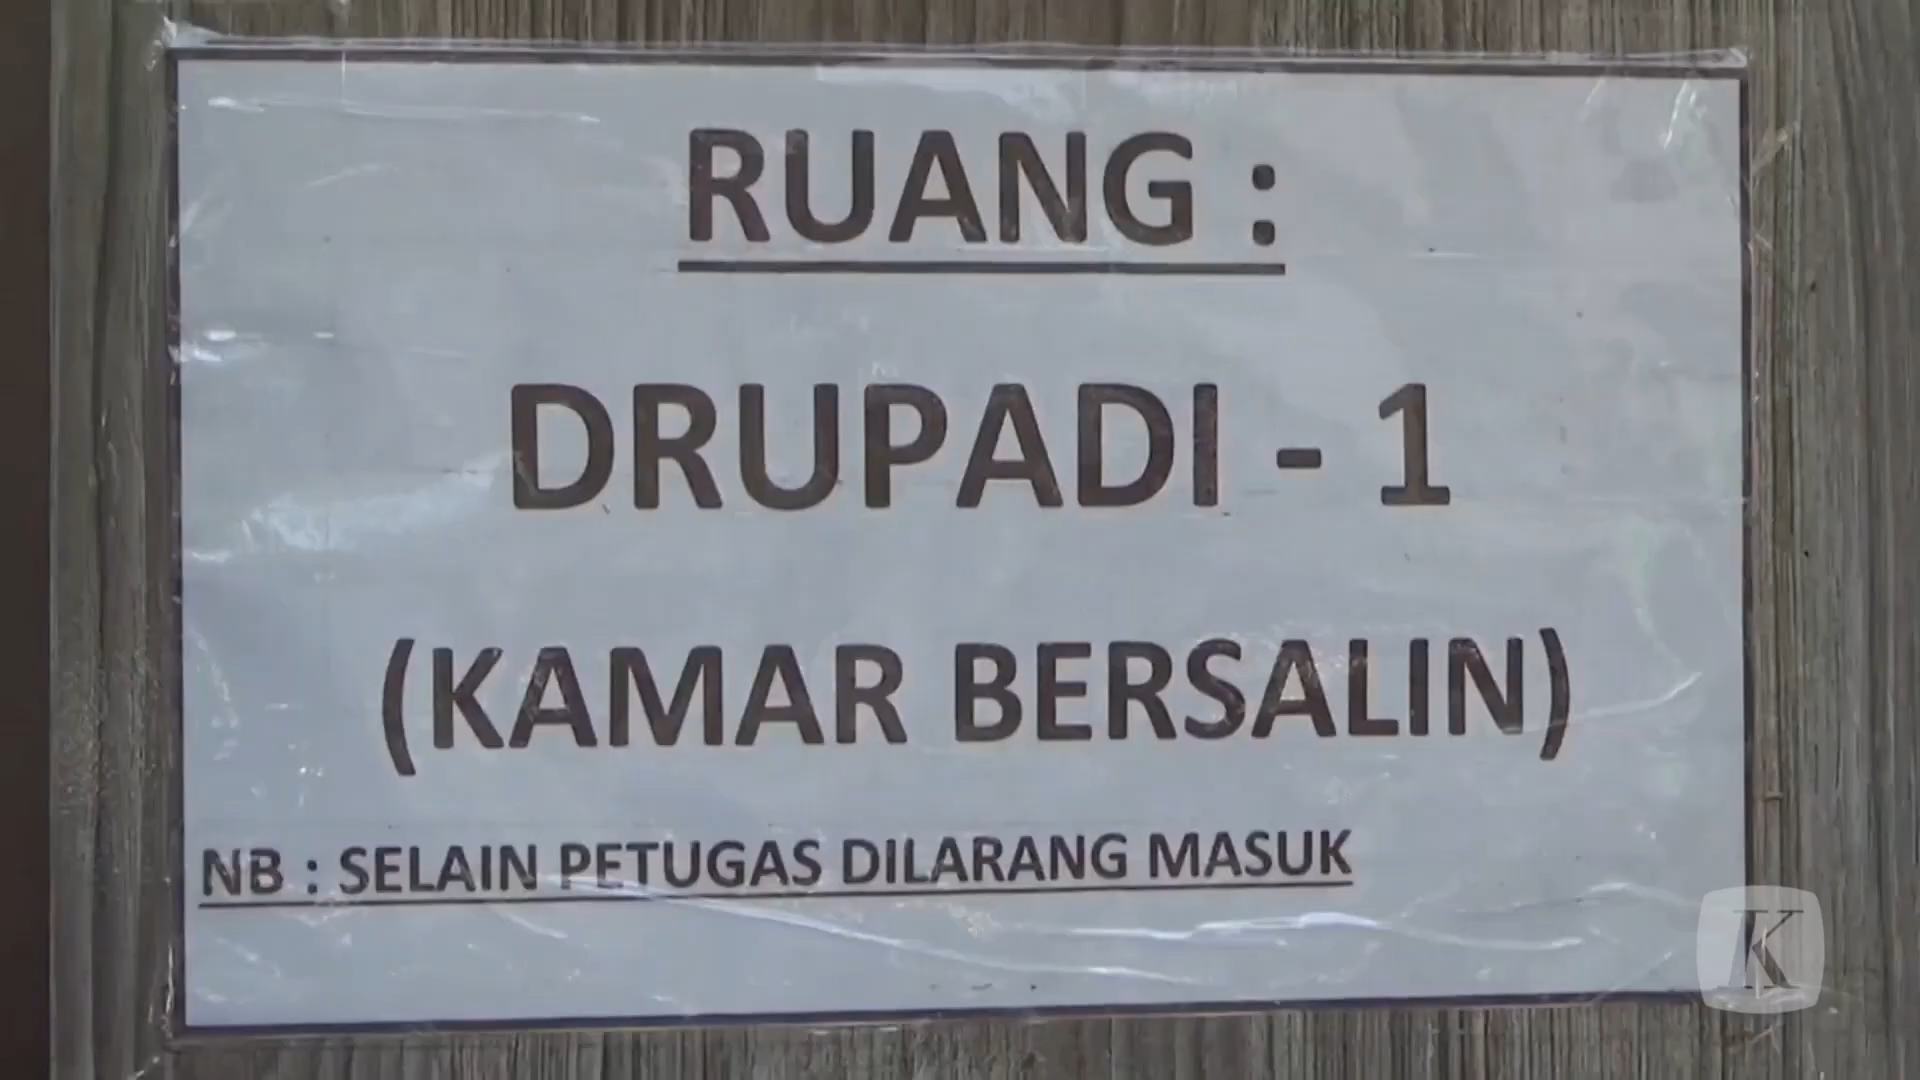 RUANG :
DRUPADI - 1
(KAMAR BERSALIN)
NB : SELAIN PETUGAS DILARANG MASUK
K